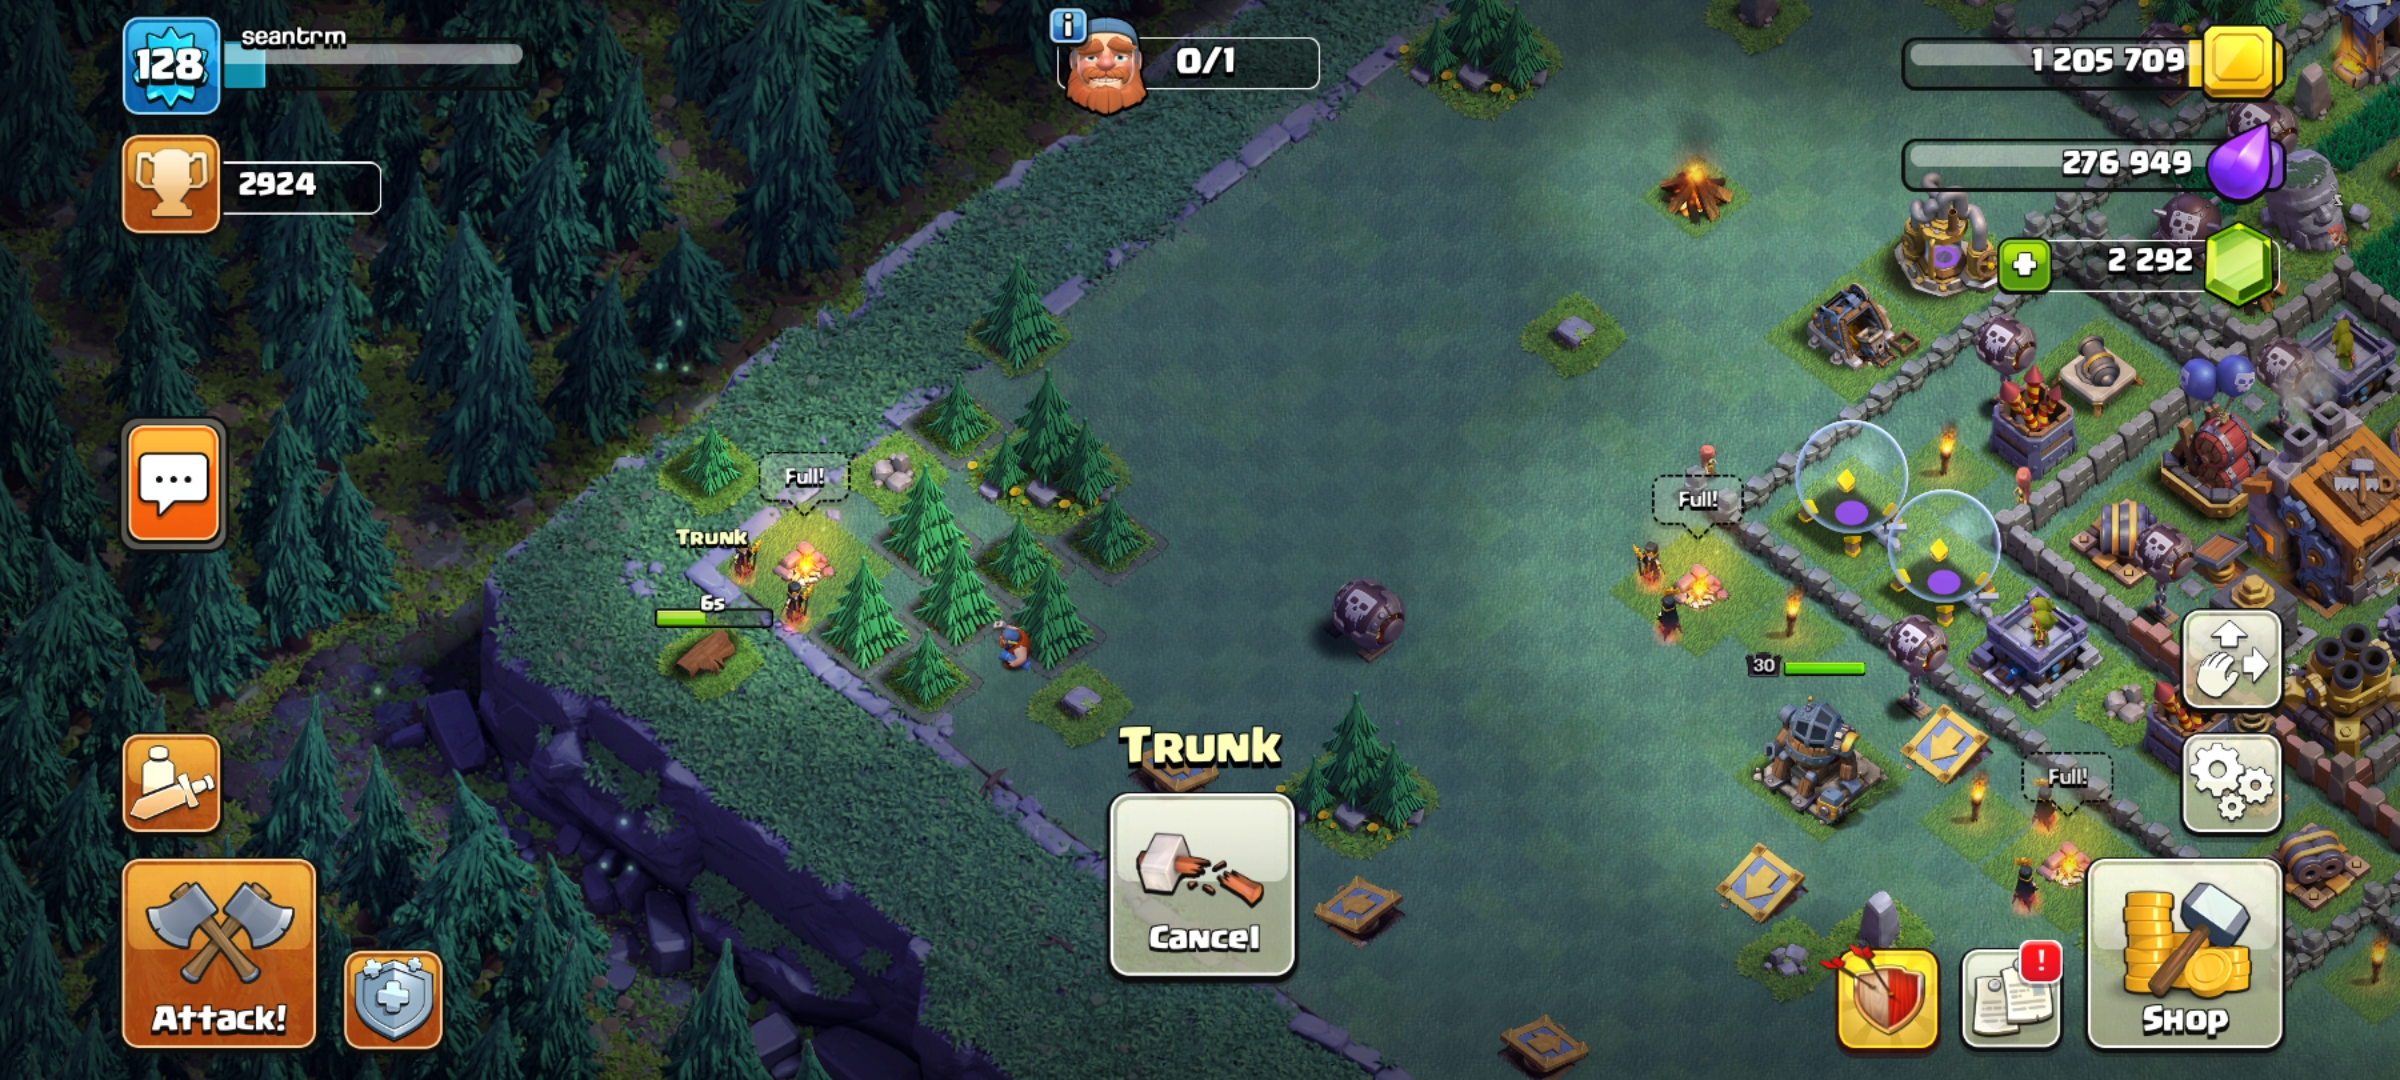 128
seantrm
0/1
1 205 709
2924
276 949
2 292
Full!
Full!
Trunk
6s
30
Trunk
Full!
Cancel
Attack!
!
Shop